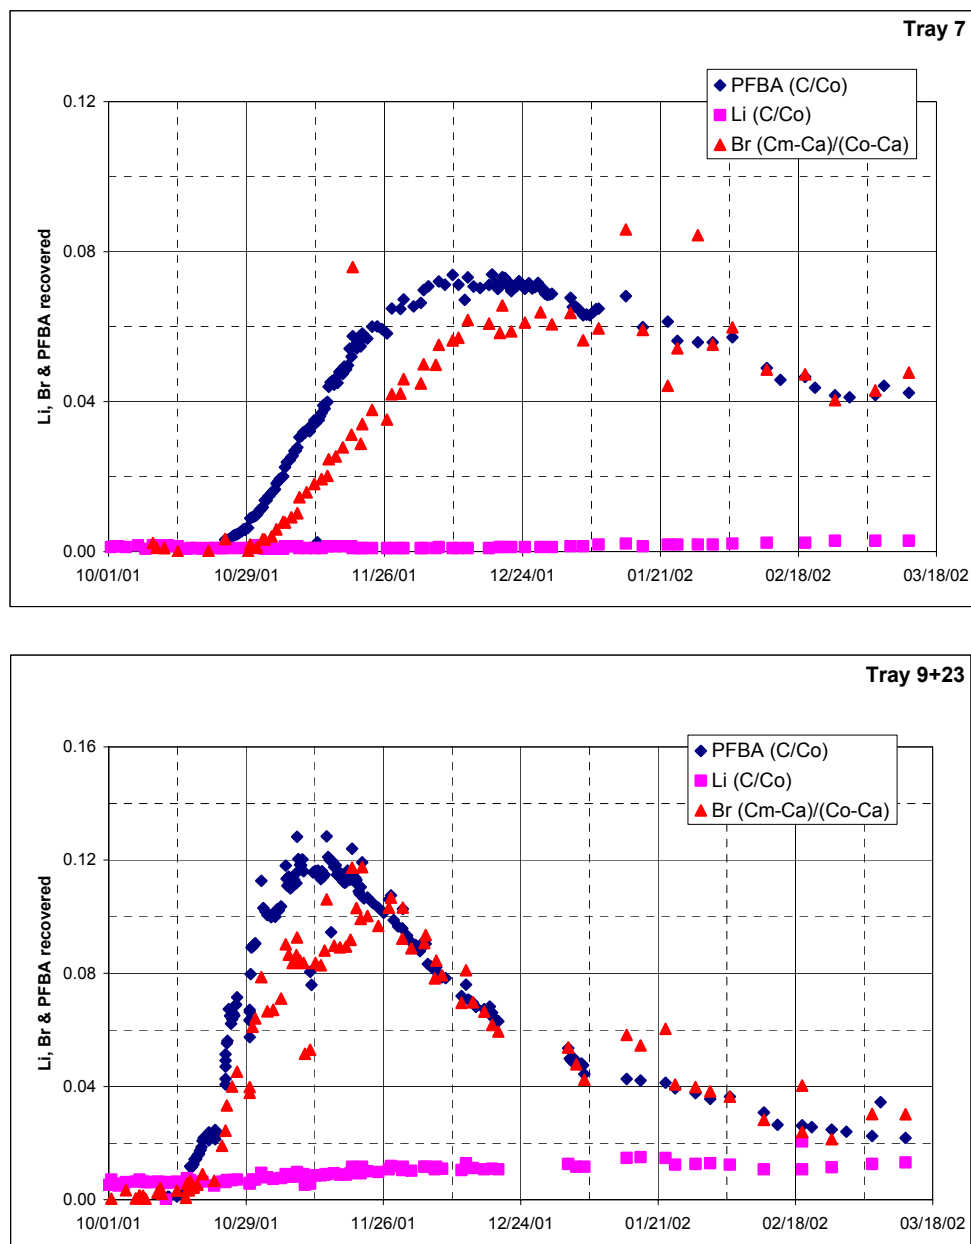 Tray 7
PFBA (C/Co)
Li (C/Co)
Br (Cm-Ca)/(Co-Ca)
Li, Br & PFBA recovered
0.12
0.08
0.04
0.00
10/01/01 10/29/01 11/26/01 12/24/01 01/21/02 02/18/02 03/18/02
Tray 9+23
PFBA (C/Co)
Li (C/Co)
Br (Cm-Ca)/(Co-Ca)
Li, Br & PFBA recovered
0.16
0.12
0.08
0.04
0.00
10/01/01 10/29/01 11/26/01 12/24/01 01/21/02 02/18/02 03/18/02